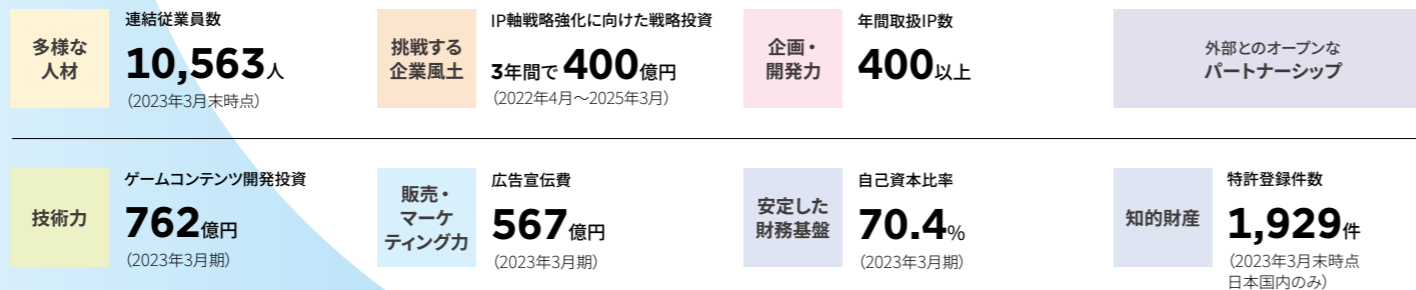 多様な
人材
連結従業員数
10,563人
（2023年3月末時点）
挑戦する
企業風土
IP軸戦略強化に向けた戦略投資
3年間で400億円
（2022年4月～2025年3月）
企画・
開発力
年間取扱IP数
400以上
外部とのオープンな
パートナーシップ
技術力
ゲームコンテンツ開発投資
762億円
（2023年3月期）
販売・
マーケ
ティング力
広告宣伝費
567億円
（2023年3月期）
安定した
財務基盤
自己資本比率
70.4%
（2023年3月期）
知的財産
特許登録件数
1,929件
（2023年3月末時点
日本国内のみ）